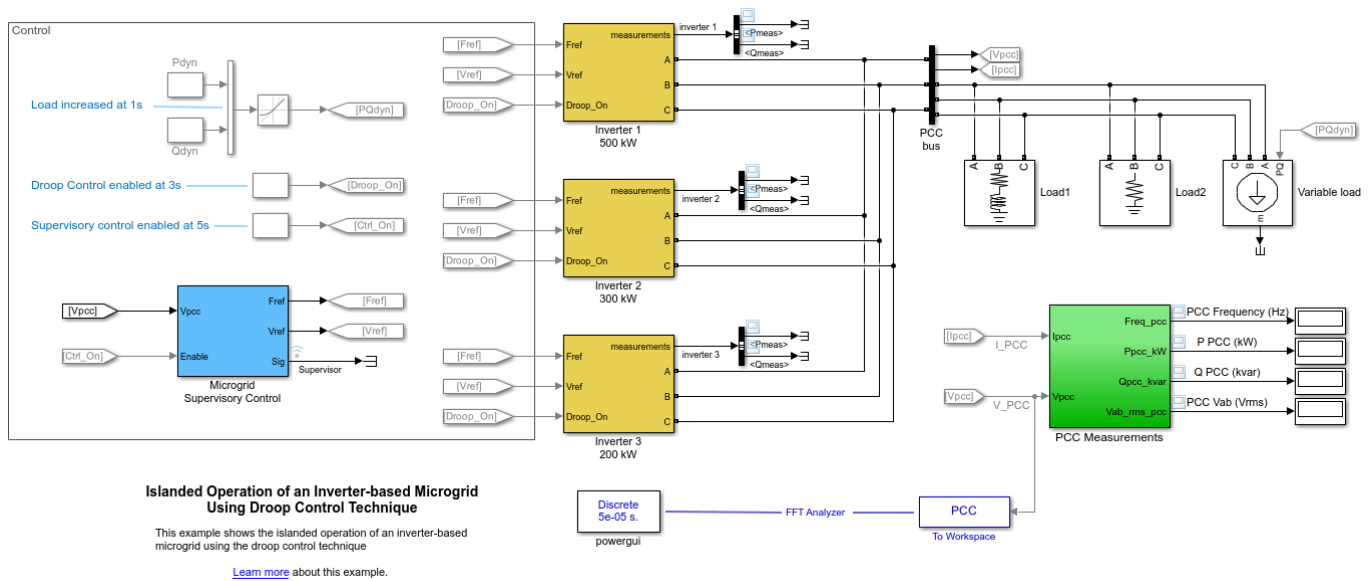 Control
Pdyn
Load increased at 1s
[PQdyn]
Qdyn
Droop Control enabled at 3s
[Droop_On]
Supervisory control enabled at 5s
[Ctrl_On]
[Vpcc]
Vpcc
Fref
[Fref]
Vref
[Vref]
[Ctrl_On]
Enable
Sig
Supervisor
Microgrid
Supervisory Control
[Fref]
Fref
measurements
inverter 1
<Pmeas>
<Qmeas>
[Vref]
Vref
A
B
[Droop_On]
Droop_On
C
Inverter 1
500 kW
[Fref]
Fref
measurements
inverter 2
<Pmeas>
<Qmeas>
[Vref]
Vref
A
B
[Droop_On]
Droop_On
C
Inverter 2
300 kW
[Fref]
Fref
measurements
inverter 3
<Pmeas>
<Qmeas>
[Vref]
Vref
A
B
[Droop_On]
Droop_On
C
Inverter 3
200 kW
[Vpcc]
[Ipcc]
PCC
bus
A B C
Load1
A B C
Load2
C B A PQ
m
Variable load
[PQdyn]
[Ipcc]
I_PCC
Ipcc
[Vpcc]
V_PCC
Vpcc
Freq_pcc
PCC Frequency (Hz)
Ppcc_kW
P PCC (kW)
Qpcc_kvar
Q PCC (kvar)
Vab_rms_pcc
PCC Vab (Vrms)
PCC Measurements
Islanded Operation of an Inverter-based Microgrid
Using Droop Control Technique
This example shows the islanded operation of an inverter-based
microgrid using the droop control technique
Learn more about this example.
Discrete
5e-05 s.
powergui
FFT Analyzer
PCC
To Workspace